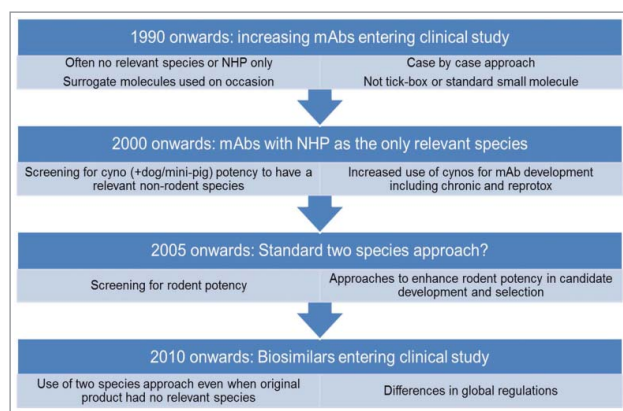 1990 onwards: increasing mAbs entering clinical study
Often no relevant species or NHP only
Surrogate molecules used on occasion
Case by case approach
Not tick-box or standard small molecule
2000 onwards: mAbs with NHP as the only relevant species
Screening for cyno (+dog/mini-pig) potency to have a
relevant non-rodent species
Increased use of cynos for mAb development
including chronic and reprotox
2005 onwards: Standard two species approach?
Screening for rodent potency
Approaches to enhance rodent potency in candidate
development and selection
2010 onwards: Biosimilars entering clinical study
Use of two species approach even when original
product had no relevant species
Differences in global regulations